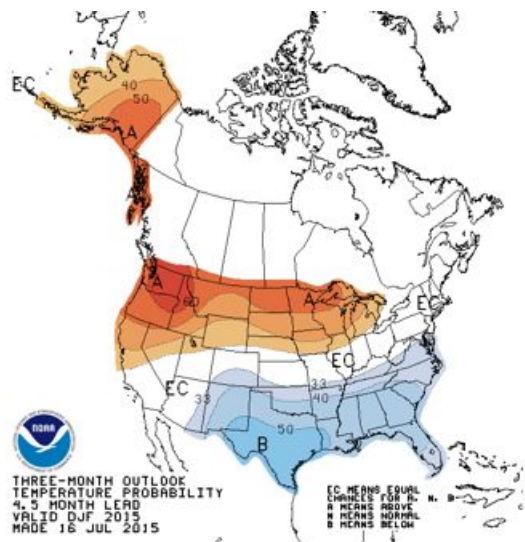 EC
40
50
A
A
60
A
EC
EC
EC
33
33
40
50
B
NOAA
THREE-MONTH OUTLOOK
TEMPERATURE PROBABILITY
4.5 MONTH LEAD
VALID DJF 2015
MADE 16 JUL 2015
EC MEANS EQUAL
CHANCES FOR A, N, B
A MEANS ABOVE
N MEANS NORMAL
B MEANS BELOW